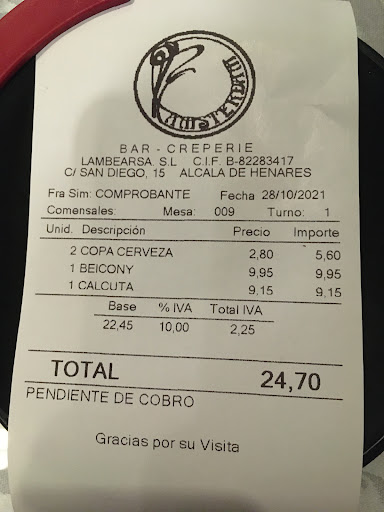 AMSTERDAM
BAR - CREPERIE
LAMBEARSA S.L C.I.F. B-82283417
C/ SAN DIEGO, 15 ALCALA DE HENARES
Fra Sim: COMPROBANTE Fecha 28/10/2021
Comensales: Mesa: 009 Turno: 1
Unid. Descripción Precio Importe
2 COPA CERVEZA 2,80 5,60
1 BEICONY 9,95 9,95
1 CALCUTA 9,15 9,15
Base % IVA Total IVA
22,45 10,00 2,25
TOTAL 24,70
PENDIENTE DE COBRO
Gracias por su Visita